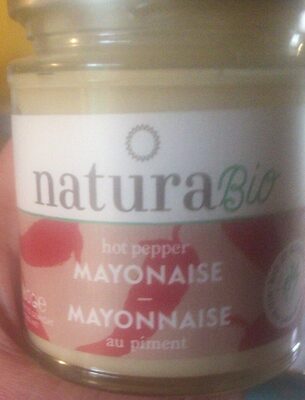 naturaBio
hot pepper
MAYONAISE
–
MAYONNAISE
au piment